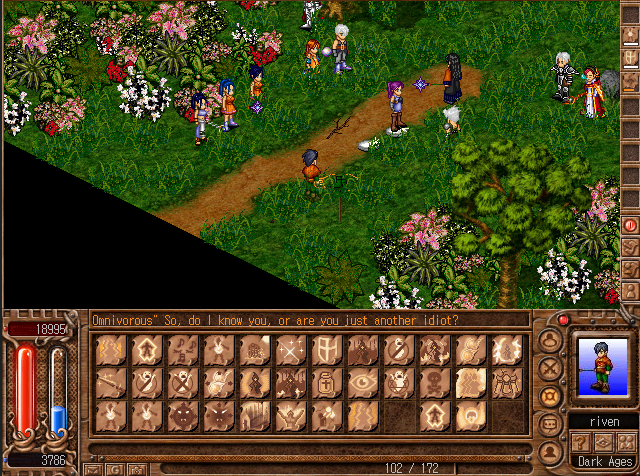 18995
Omnivorous" So, do I know you, or are you just another idiot?
riven
3786
102 / 172
Dark Ages